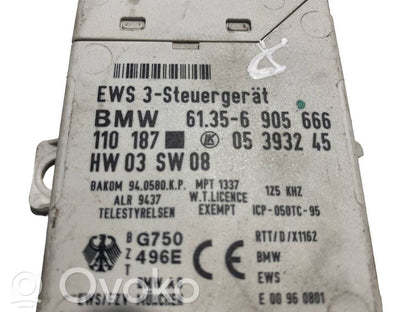 EWS 3-Steuergerät
BMW 61.35-6 905 666
110 187 LK 05 3932 45
HW 03 SW 08
BAKOM 94.0580.K.P. MPT 1337 125 KHZ
ALR 9437 W.T.LICENCE
TELESTYRELSEN EXEMPT ICP-050TC-95
B Z T G750 496E CE RTT/D/X1162
BMW
EWS
E 00 96 0801
OVOKO